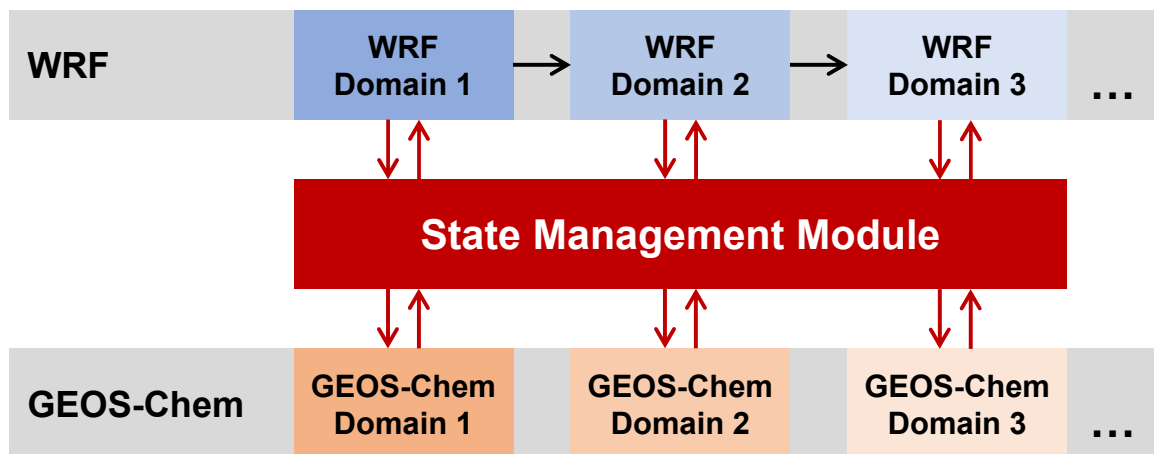 WRF
WRF
Domain 1
WRF
Domain 2
WRF
Domain 3
...
State Management Module
GEOS-Chem
GEOS-Chem
Domain 1
GEOS-Chem
Domain 2
GEOS-Chem
Domain 3
...